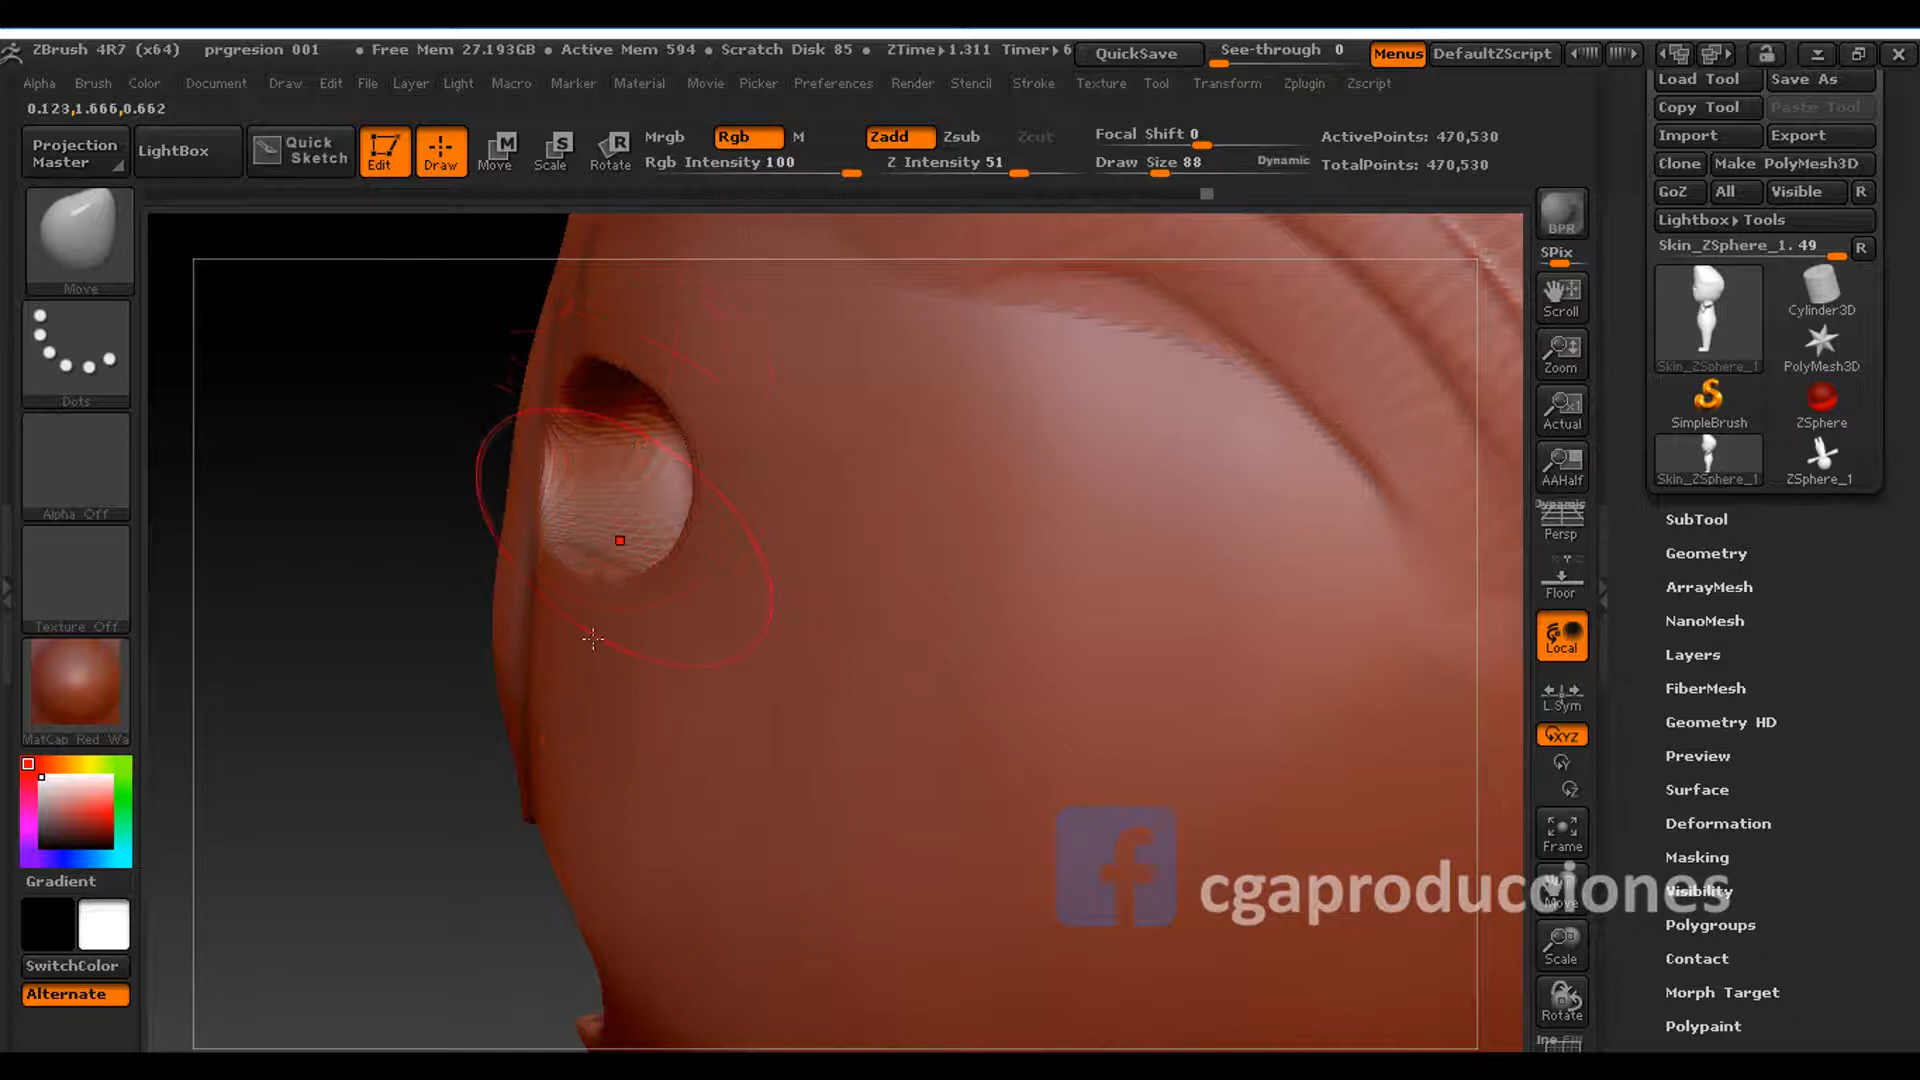 ZBrush 4R7 (x64) prgresion 001 • Free Mem 27.193GB • Active Mem 594 • Scratch Disk 85 • ZTime▸1.311 Timer▸6 QuickSave See-through 0 Menus DefaultZScript
Alpha Brush Color Document Draw Edit File Layer Light Macro Marker Material Movie Picker Preferences Render Stencil Stroke Texture Tool Transform Zplugin Zscript
0.123,1.666,0.662
Projection
Master
LightBox
Quick
Sketch
Edit
Draw
Move
Scale
Rotate
Mrgb Rgb M
Rgb Intensity 100
Zadd Zsub Zcut
Z Intensity 51
Focal Shift 0
Draw Size 88 Dynamic
ActivePoints: 470,530
TotalPoints: 470,530
Move
Dots
Alpha Off
Texture Off
MatCap Red Wa
Gradient
SwitchColor
Alternate
BPR
SPix
Scroll
Zoom
Actual
AAHalf
Dynamic
Persp
Floor
Local
L.Sym
XYZ
Frame
Move
Scale
Rotate
Load Tool Save As
Copy Tool Paste Tool
Import Export
Clone Make PolyMesh3D
GoZ All Visible R
Lightbox▸Tools
Skin_ZSphere_1. 49 R
Skin_ZSphere_1
Cylinder3D
PolyMesh3D
SimpleBrush
ZSphere
Skin_ZSphere_1
ZSphere_1
SubTool
Geometry
ArrayMesh
NanoMesh
Layers
FiberMesh
Geometry HD
Preview
Surface
Deformation
Masking
Visibility
Polygroups
Contact
Morph Target
Polypaint
f cgaproducciones